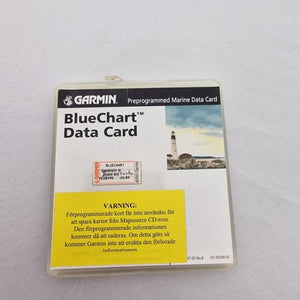 GARMIN
Preprogrammed Marine Data Card
BlueChart™
Data Card
BLUECHART
VARNING:
Förprogrammerade kort får inte användas för
att spara kartor från Mapsource CD-rom.
Den förprogrammerade informationen
kommer då att raderas. Om detta görs så
kommer Garmin inte att ersätta den förlorade
informationen.